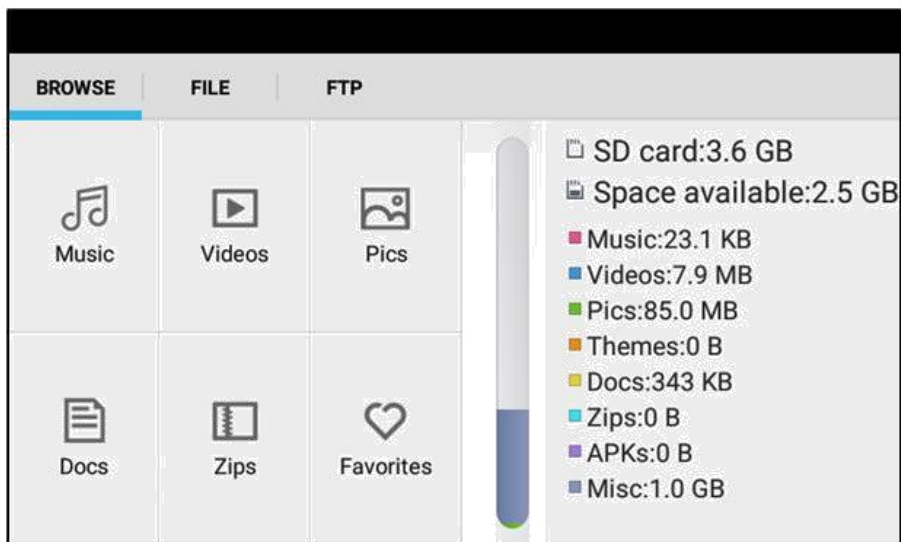 BROWSE FILE FTP
Music Videos Pics
Docs Zips Favorites
SD card:3.6 GB
Space available:2.5 GB
Music:23.1 KB
Videos:7.9 MB
Pics:85.0 MB
Themes:0 B
Docs:343 KB
Zips:0 B
APKs:0 B
Misc:1.0 GB